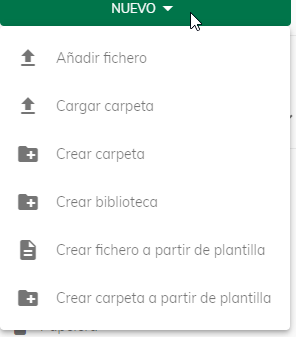 NUEVO
Añadir fichero
Cargar carpeta
Crear carpeta
Crear biblioteca
Crear fichero a partir de plantilla
Crear carpeta a partir de plantilla